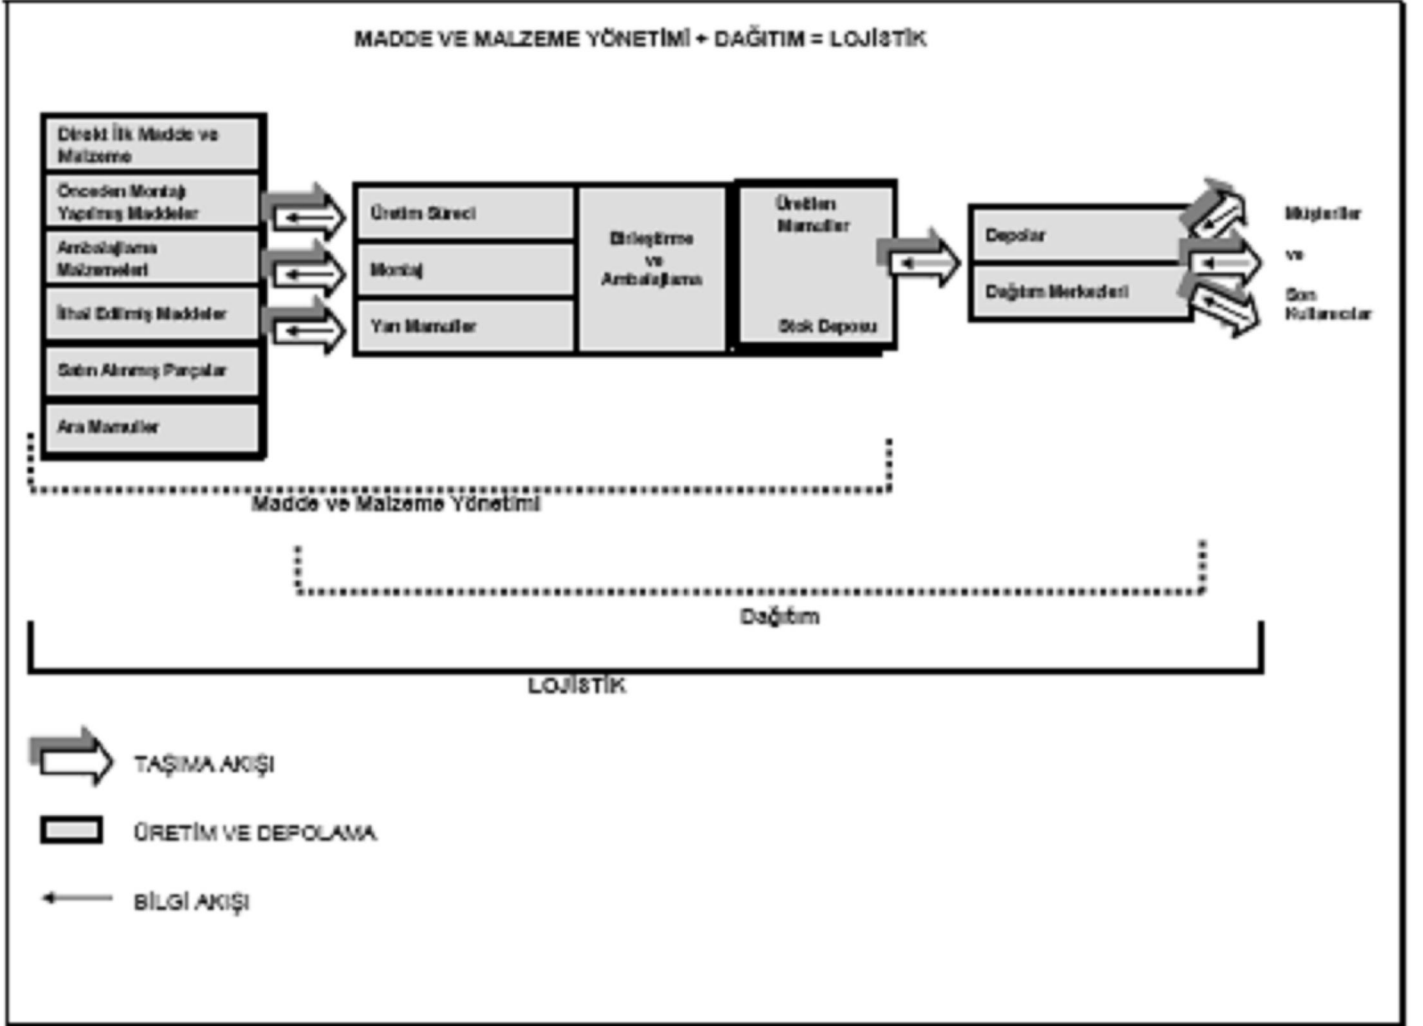 MADDE VE MALZEME YÖNETİMİ + DAĞITIM = LOJİSTİK
Direkt İlk Madde ve
Malzeme
Önceden Montajı
Yapılmış Maddeler
Ambalajlama
Malzemeleri
İthal Edilmiş Maddeler
Satın Alınmış Parçalar
Ara Mamuller
Üretim Süreci
Montaj
Yarı Mamuller
Birleştirme
ve
Ambalajlama
Üretilen
Mamuller
Stok Deposu
Depolar
Dağıtım Merkezleri
Müşteriler
ve
Son
Kullanıcılar
Madde ve Malzeme Yönetimi
Dağıtım
LOJİSTİK
TAŞIMA AKIŞI
ÜRETİM VE DEPOLAMA
BİLGİ AKIŞI